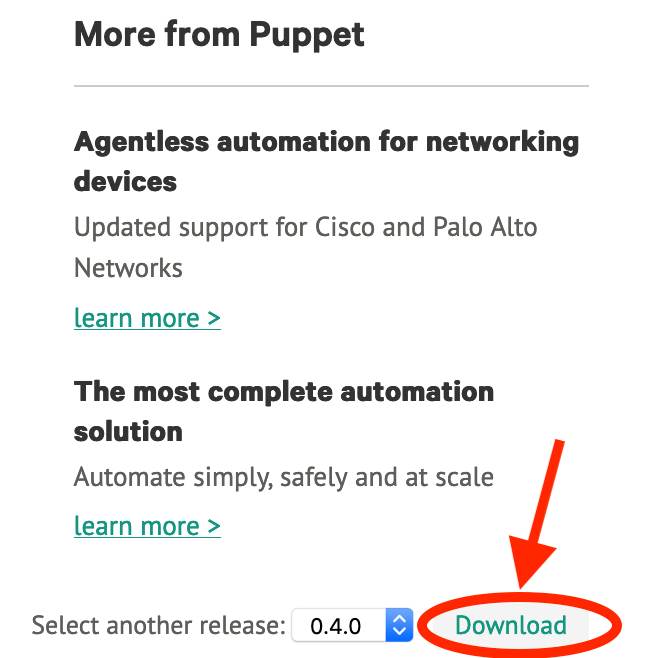 More from Puppet
Agentless automation for networking
devices
Updated support for Cisco and Palo Alto
Networks
learn more >
The most complete automation
solution
Automate simply, safely and at scale
learn more >
Select another release: 0.4.0 Download